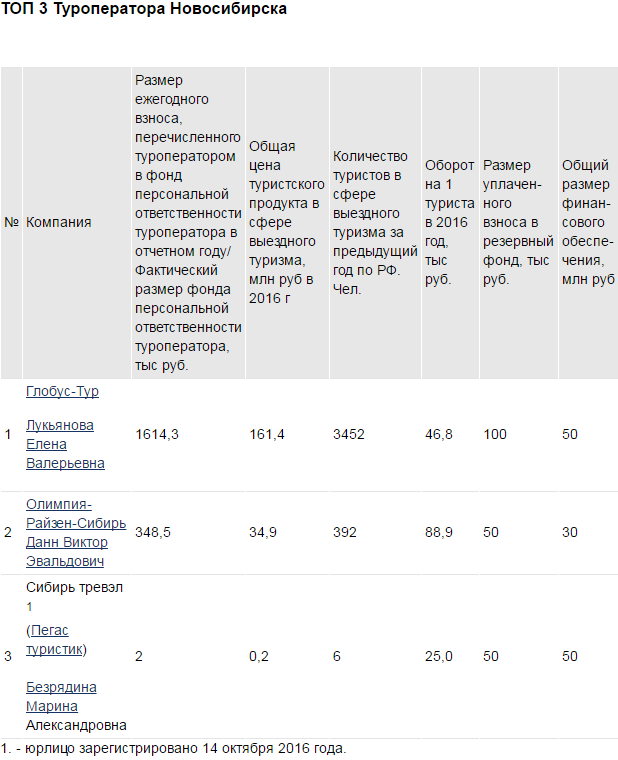 ТОП 3 Туроператора Новосибирска
№
Компания
Размер
ежегодного
взноса,
перечисленного
туроператором
в фонд
персональной
ответственности
туроператора в
отчетном году/
Фактический
размер фонда
персональной
ответственности
туроператора,
тыс руб.
Общая
цена
туристского
продукта в
сфере
выездного
туризма,
млн руб в
2016 г
Количество
туристов в
сфере
выездного
туризма за
предыдущий
год по РФ.
Чел.
Оборот
на 1
туриста
в 2016
год,
тыс
руб.
Размер
уплачен-
ного
взноса в
резервный
фонд, тыс
руб.
Общий
размер
финан-
сового
обеспе-
чения,
млн руб
1
Глобус-Тур
Лукьянова
Елена
Валерьевна
1614,3
161,4
3452
46,8
100
50
2
Олимпия-
Райзен-Сибирь
Данн Виктор
Эвальдович
348,5
34,9
392
88,9
50
30
3
Сибирь тревэл
1
(Пегас
туристик)
Безрядина
Марина
Александровна
2
0,2
6
25,0
50
50
1. - юрлицо зарегистрировано 14 октября 2016 года.